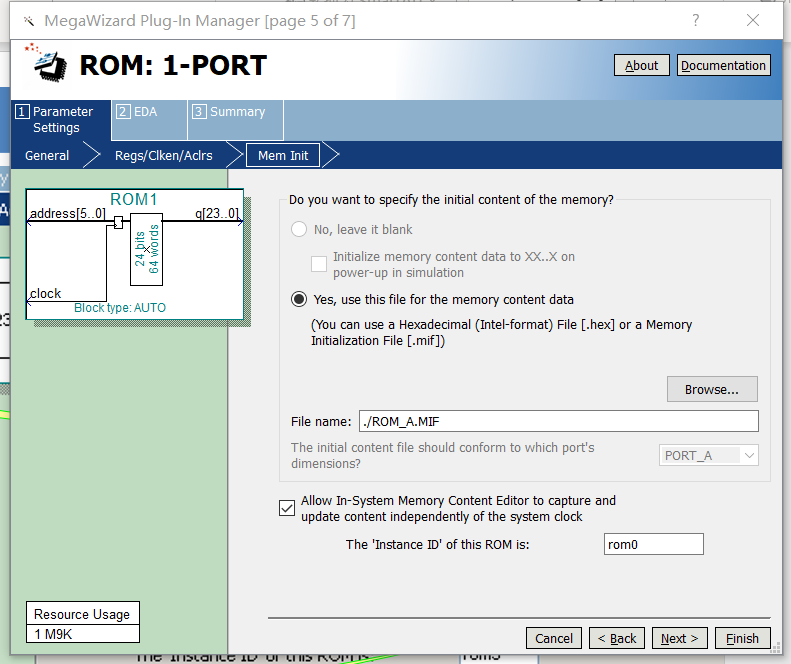 MegaWizard Plug-In Manager [page 5 of 7]
?
ROM: 1-PORT
About
Documentation
1 Parameter Settings
2 EDA
3 Summary
General
Regs/Clken/Aclrs
Mem Init
ROM1
address[5..0]
q[23..0]
24 bits
64 words
clock
Block type: AUTO
Do you want to specify the initial content of the memory?
No, leave it blank
Initialize memory content data to XX..X on
power-up in simulation
Yes, use this file for the memory content data
(You can use a Hexadecimal (Intel-format) File [.hex] or a Memory
Initialization File [.mif])
Browse...
File name:
./ROM_A.MIF
The initial content file should conform to which port's
dimensions?
PORT_A
Allow In-System Memory Content Editor to capture and
update content independently of the system clock
The 'Instance ID' of this ROM is:
rom0
Resource Usage
1 M9K
Cancel
< Back
Next >
Finish
The 'Instance ID' of this ROM is: